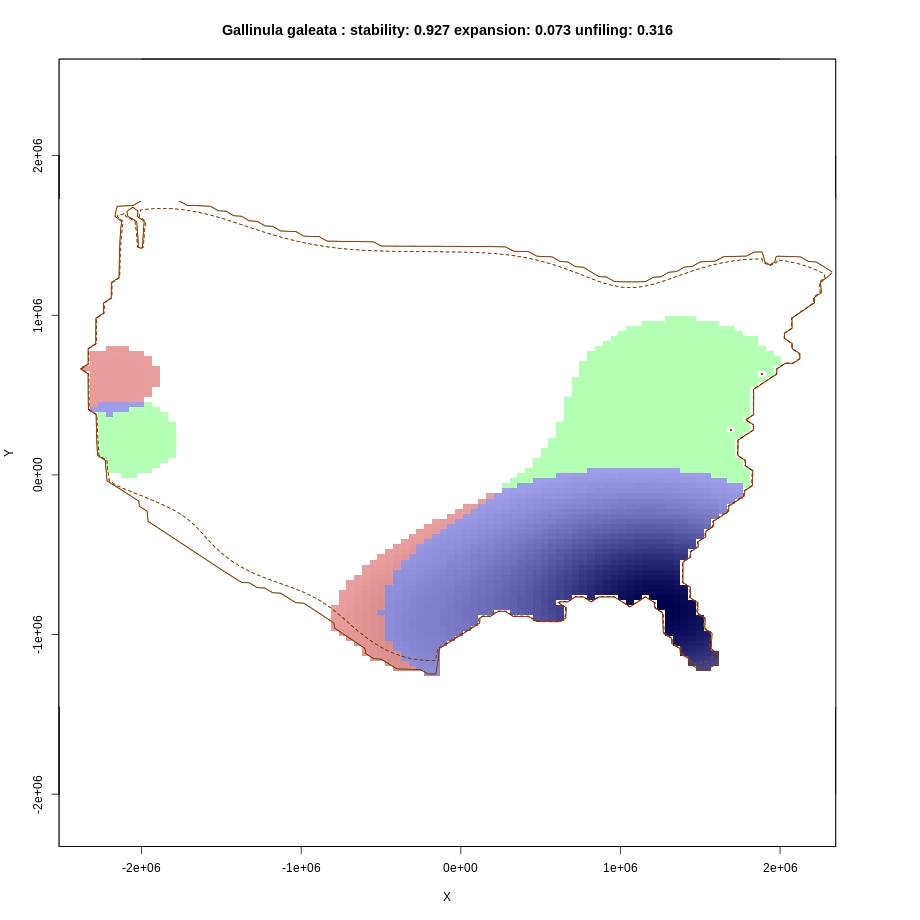 Gallinula galeata : stability: 0.927 expansion: 0.073 unfiling: 0.316
2e+06
1e+06
0e+00
-1e+06
-2e+06
Y
-2e+06 -1e+06 0e+00 1e+06 2e+06
X